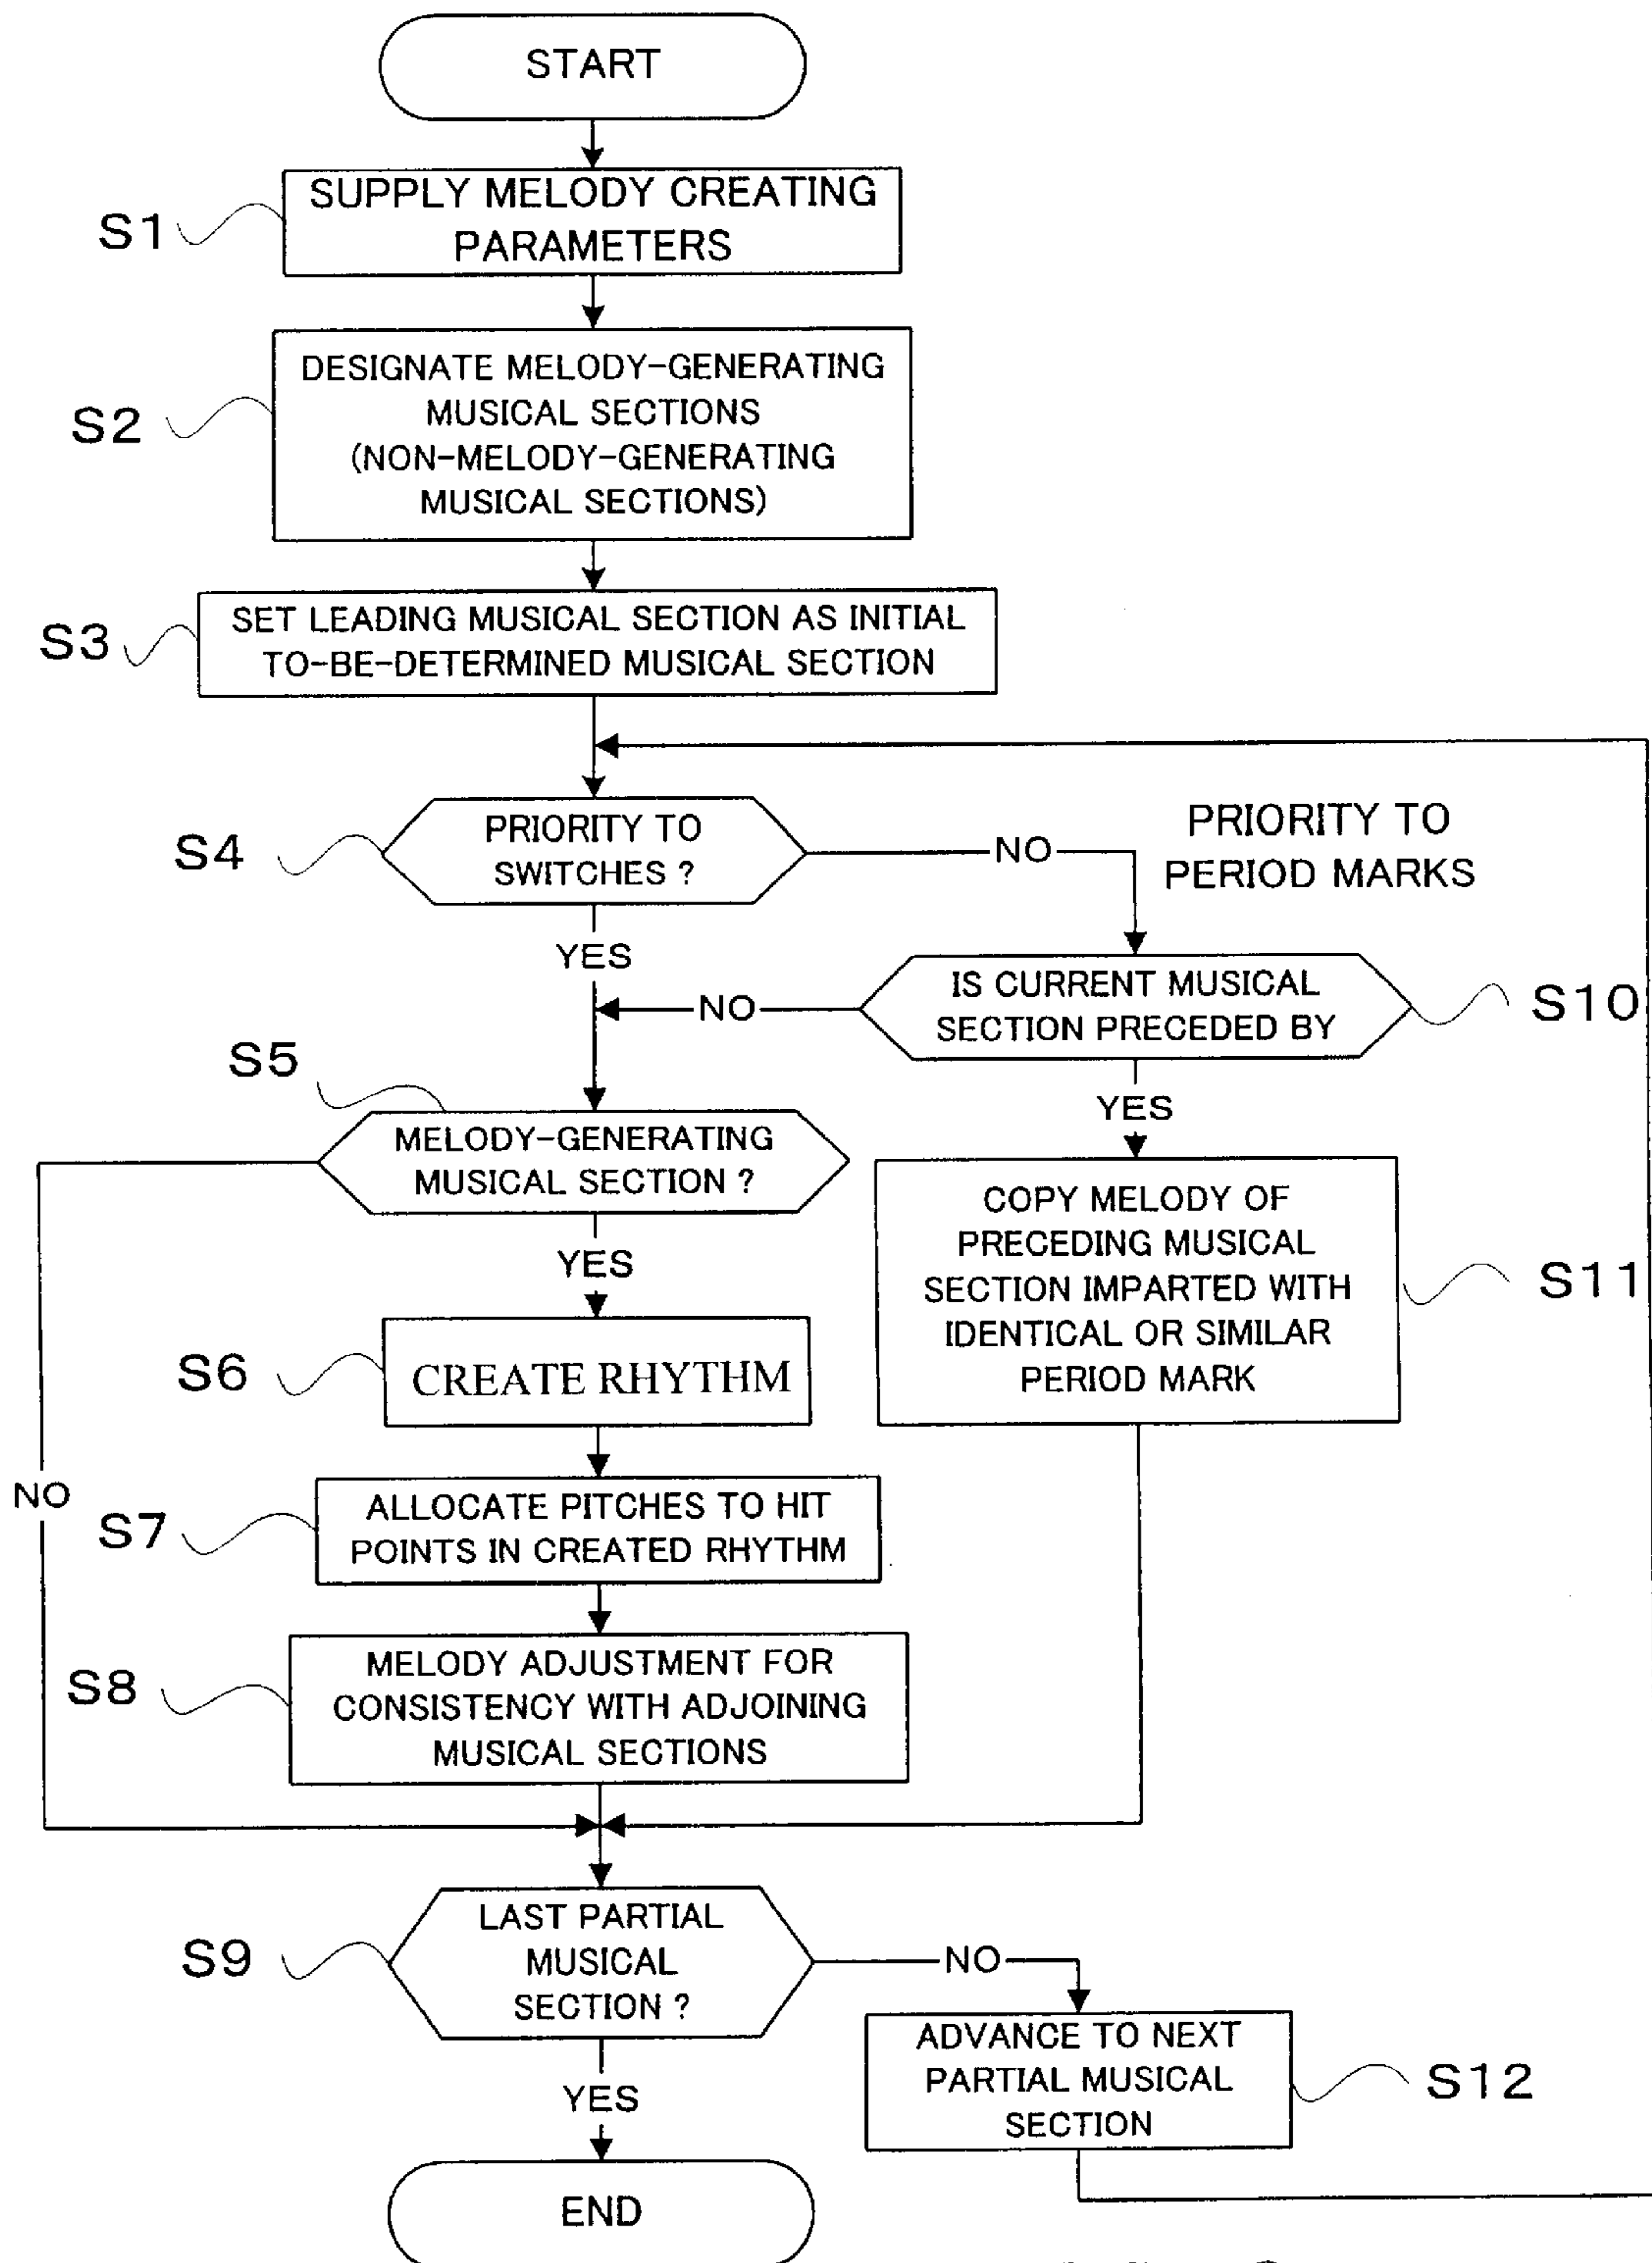 START
S1
SUPPLY MELODY CREATING
PARAMETERS
S2
DESIGNATE MELODY-GENERATING
MUSICAL SECTIONS
(NON-MELODY-GENERATING
MUSICAL SECTIONS)
S3
SET LEADING MUSICAL SECTION AS INITIAL
TO-BE-DETERMINED MUSICAL SECTION
S4
PRIORITY TO
SWITCHES ?
NO
PRIORITY TO
PERIOD MARKS
YES
NO
IS CURRENT MUSICAL
SECTION PRECEDED BY
S10
S5
MELODY-GENERATING
MUSICAL SECTION ?
YES
NO
YES
COPY MELODY OF
PRECEDING MUSICAL
SECTION IMPARTED WITH
IDENTICAL OR SIMILAR
PERIOD MARK
S11
S6
CREATE RHYTHM
S7
ALLOCATE PITCHES TO HIT
POINTS IN CREATED RHYTHM
S8
MELODY ADJUSTMENT FOR
CONSISTENCY WITH ADJOINING
MUSICAL SECTIONS
S9
LAST PARTIAL
MUSICAL
SECTION ?
NO
ADVANCE TO NEXT
PARTIAL MUSICAL
SECTION
S12
YES
END